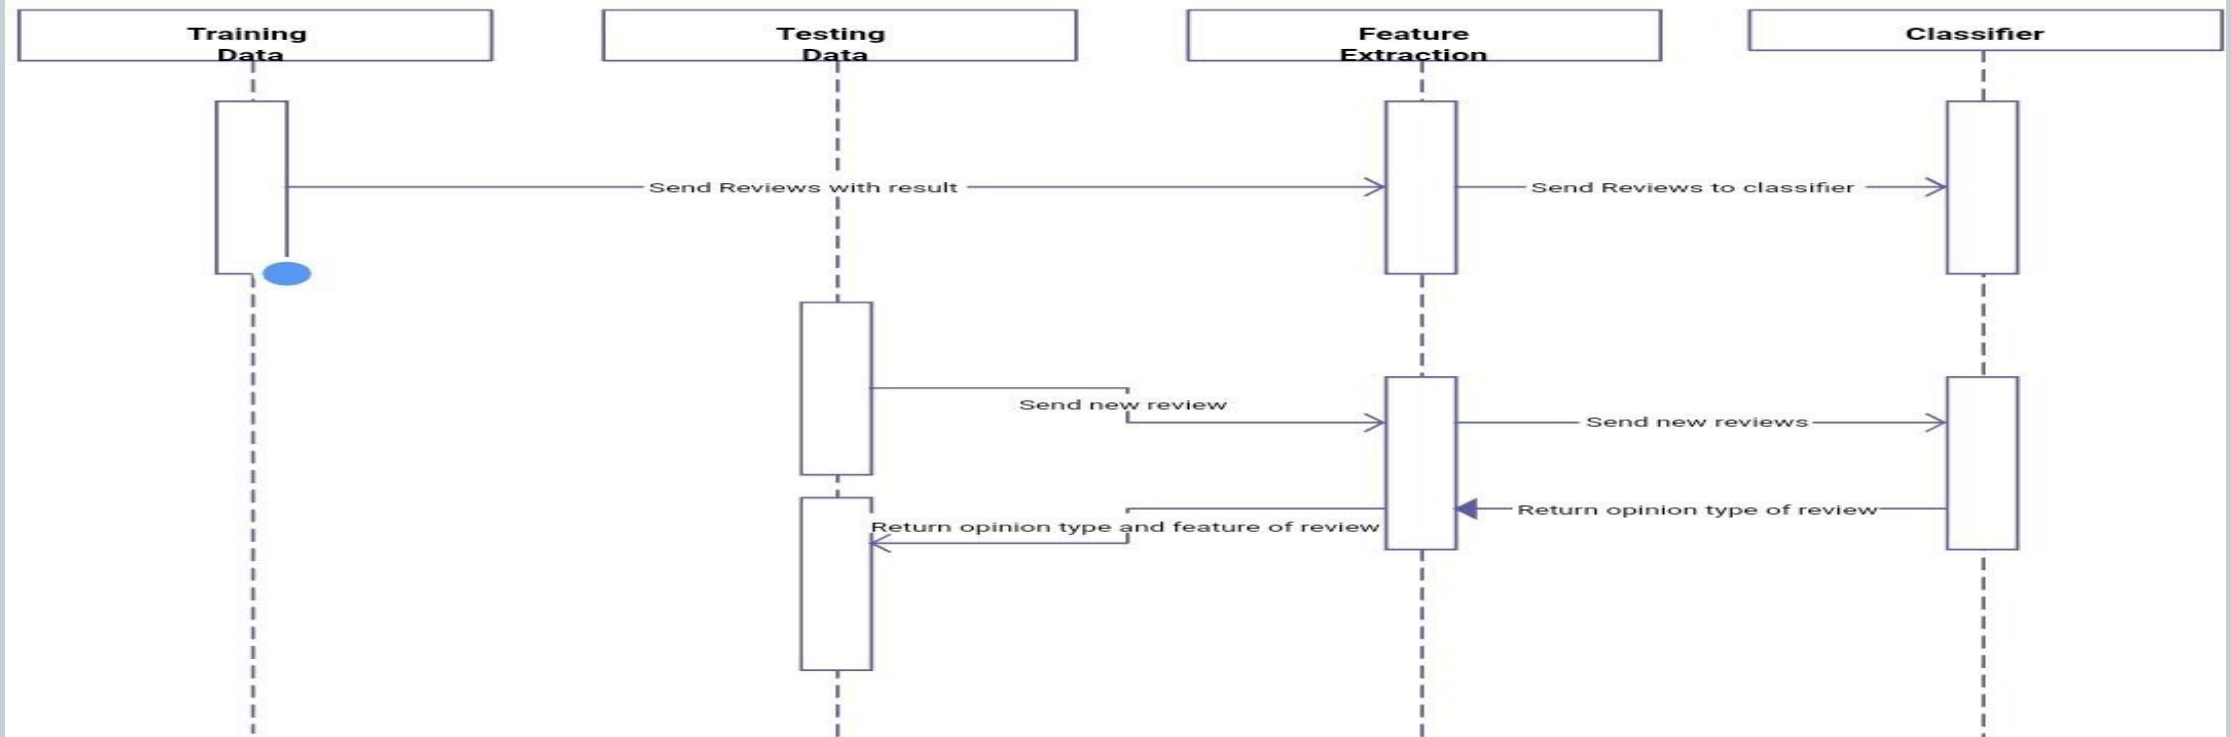 Training
Data
Testing
Data
Feature
Extraction
Classifier
Send Reviews with result
Send Reviews to classifier
Send new review
Send new reviews
Return opinion type of review
Return opinion type and feature of review